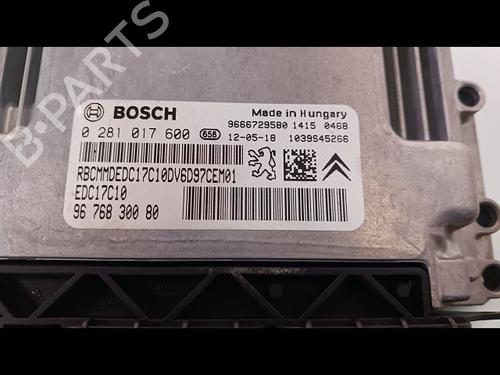 BOSCH
Made in Hungary
0 281 017 600 658
9666729580 1415 0468
12-05-18 1039S45266
RBCMMDEDC17C10DV6D97CEM01
EDC17C10
96 768 300 80
B-PARTS